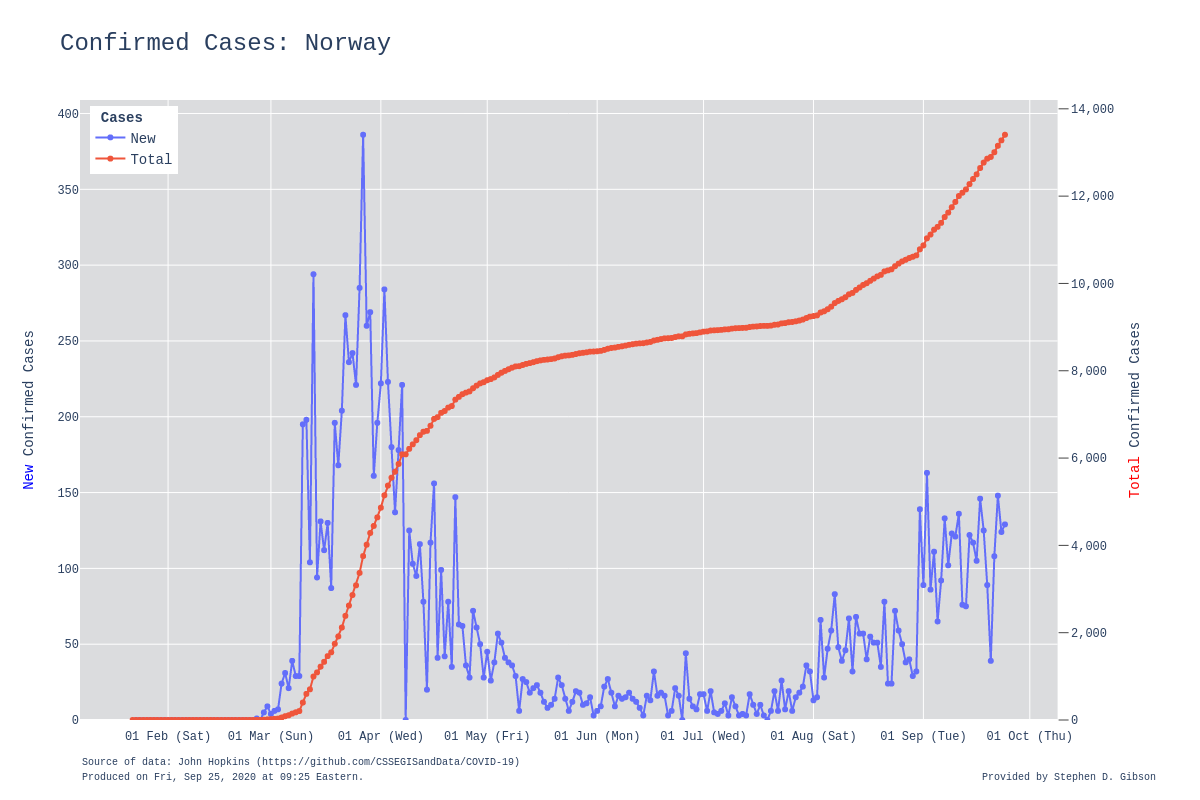 Confirmed Cases: Norway
Cases
New
Total
400
350
300
250
200
150
100
50
0
New Confirmed Cases
14,000
12,000
10,000
8,000
6,000
4,000
2,000
0
Total Confirmed Cases
01 Feb (Sat) 01 Mar (Sun) 01 Apr (Wed) 01 May (Fri) 01 Jun (Mon) 01 Jul (Wed) 01 Aug (Sat) 01 Sep (Tue) 01 Oct (Thu)
Source of data: John Hopkins (https://github.com/CSSEGISandData/COVID-19)
Produced on Fri, Sep 25, 2020 at 09:25 Eastern.
Provided by Stephen D. Gibson